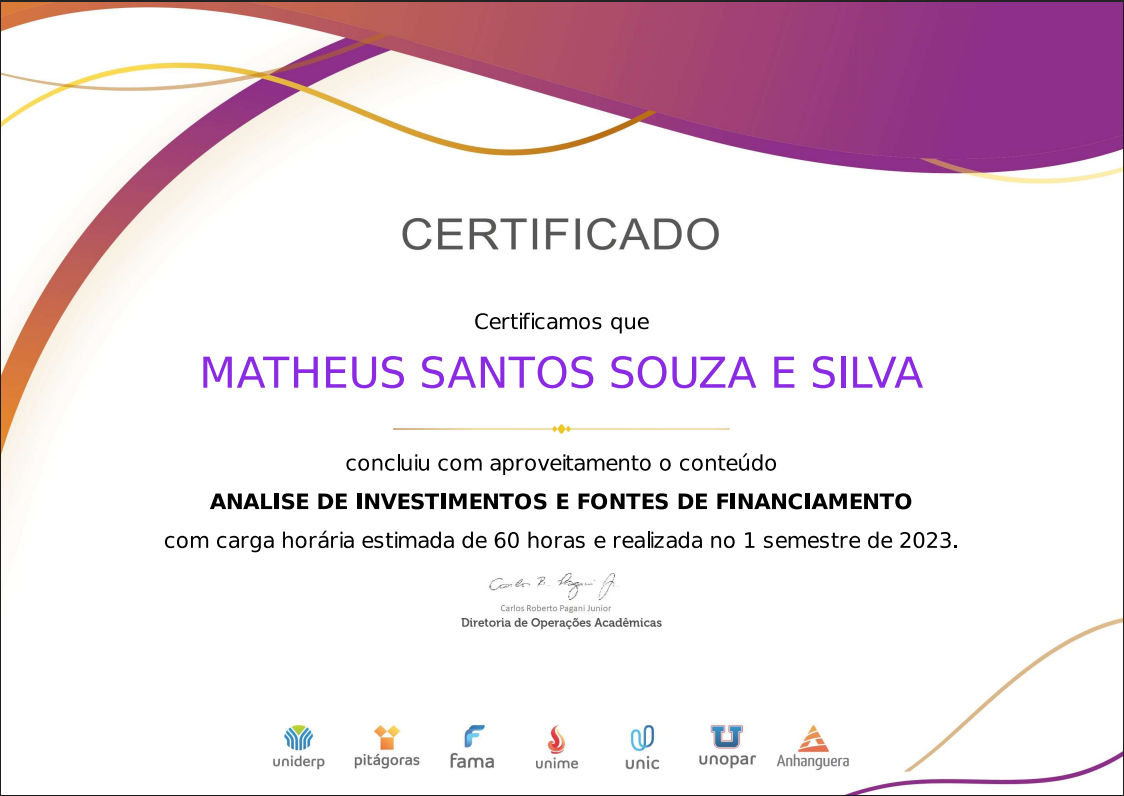 CERTIFICADO
Certificamos que
MATHEUS SANTOS SOUZA E SILVA
concluiu com aproveitamento o conteúdo
ANALISE DE INVESTIMENTOS E FONTES DE FINANCIAMENTO
com carga horária estimada de 60 horas e realizada no 1 semestre de 2023.
Carlos B. Pagani Jr.
Carlos Roberto Pagani Junior
Diretoria de Operações Acadêmicas
uniderp pitágoras fama unime unic unopar Anhanguera